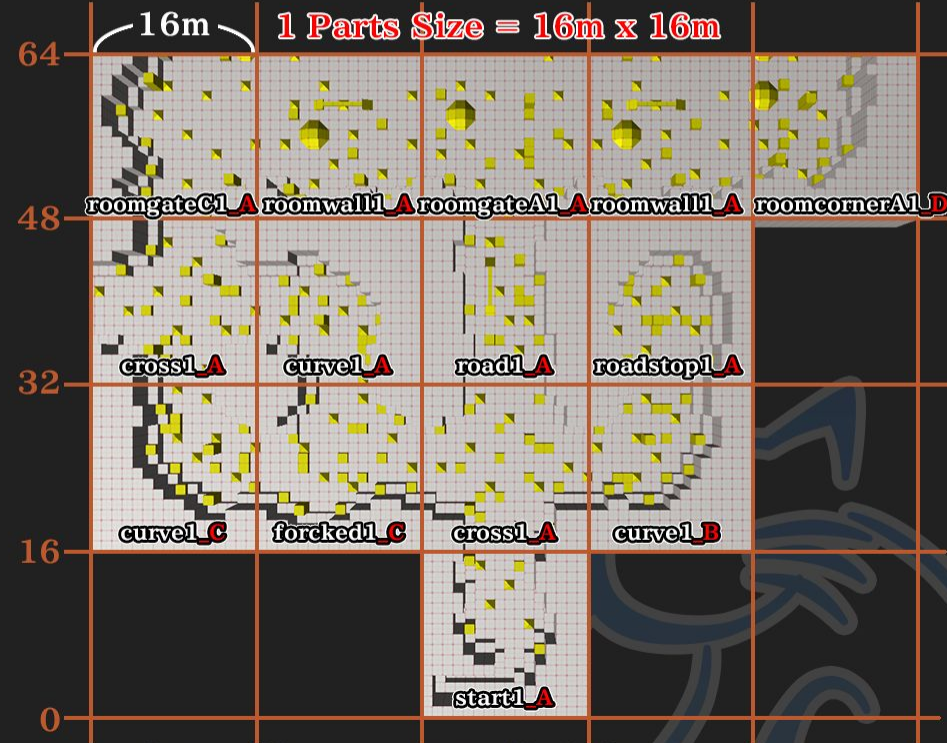 16m
1 Parts Size = 16m x 16m
64
roomgateC1_A roomwall1_A roomgateA1_A roomwall1_A roomcornerA1_D
48
cross1_A curve1_A road1_A roadstop1_A
32
curve1_C forcked1_C cross1_A curve1_B
16
start1_A
0